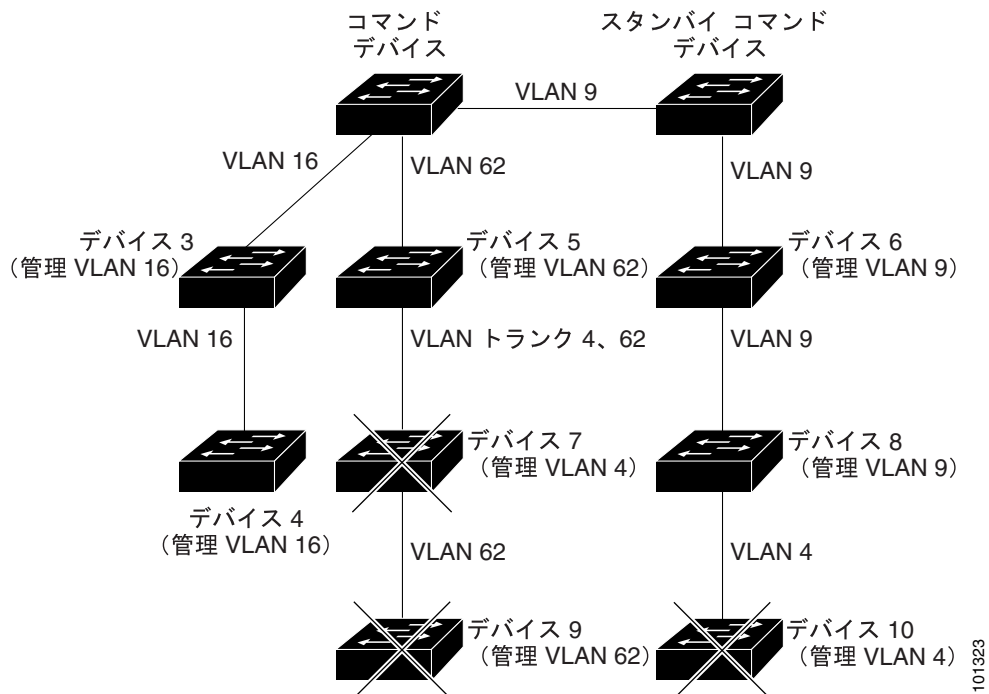 コマンド
デバイス
スタンバイ コマンド
デバイス
VLAN 9
VLAN 16
VLAN 62
VLAN 9
デバイス 3
（管理 VLAN 16）
デバイス 5
（管理 VLAN 62）
デバイス 6
（管理 VLAN 9）
VLAN 16
VLAN トランク 4、62
VLAN 9
デバイス 7
（管理 VLAN 4）
デバイス 8
（管理 VLAN 9）
デバイス 4
（管理 VLAN 16）
VLAN 62
VLAN 4
デバイス 9
（管理 VLAN 62）
デバイス 10
（管理 VLAN 4）
101323